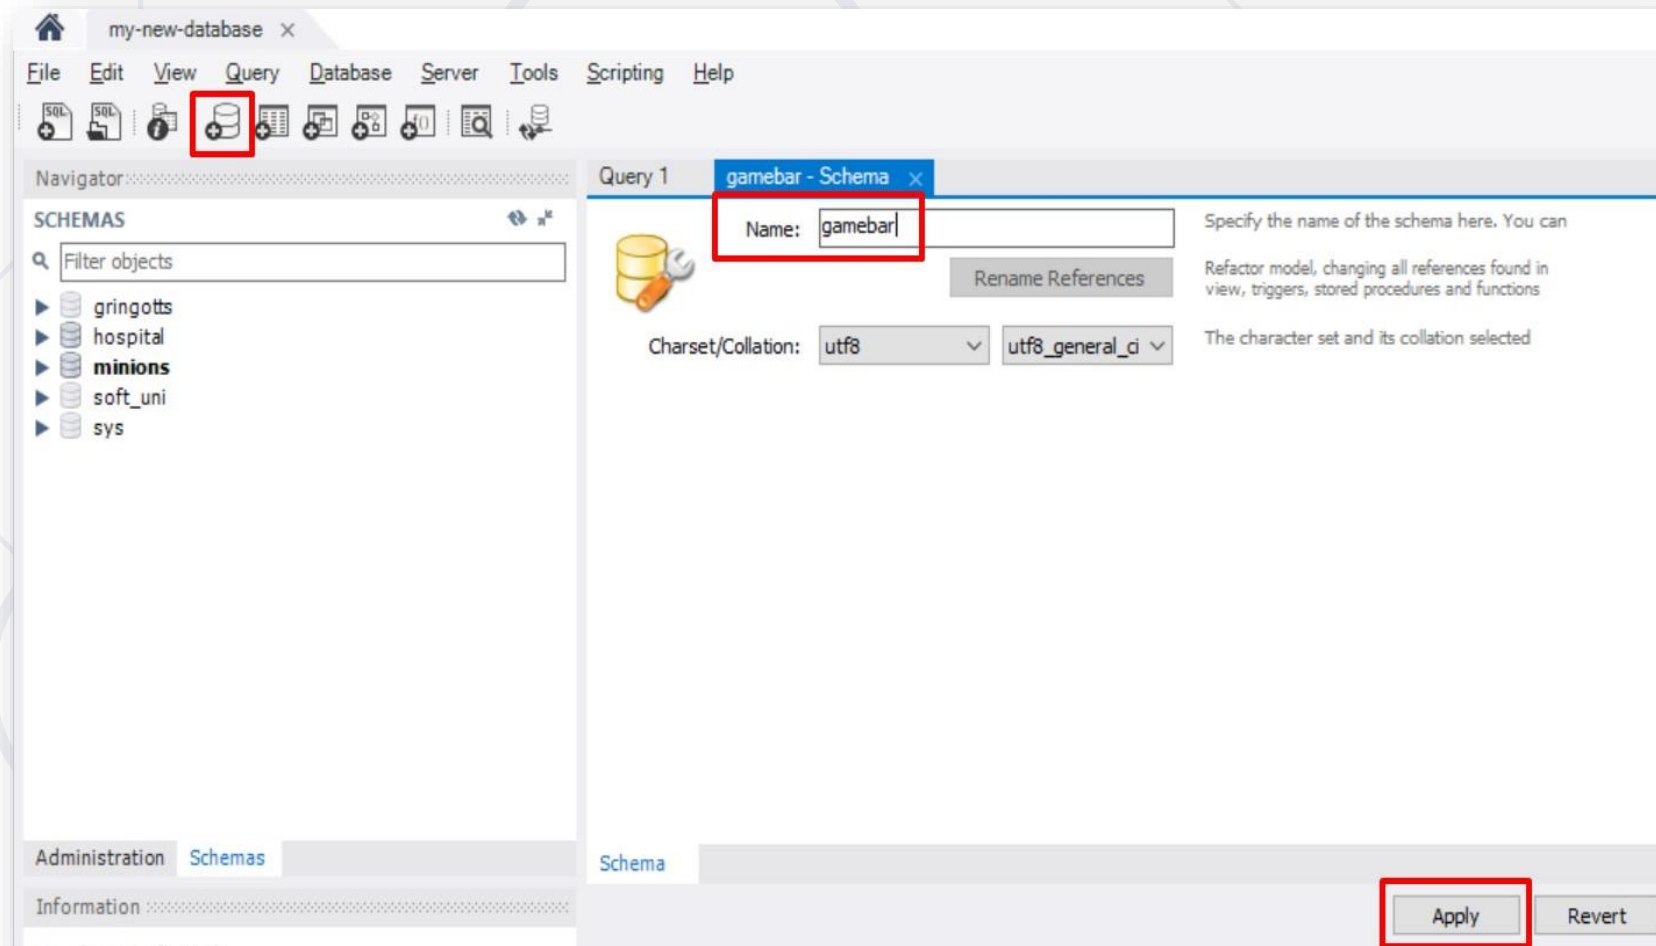 my-new-database ×
File Edit View Query Database Server Tools Scripting Help
SQL SQL
Navigator
SCHEMAS
Filter objects
gringotts
hospital
minions
soft_uni
sys
Administration Schemas
Information
Query 1 gamebar - Schema ×
Name: gamebar
Specify the name of the schema here. You can
Rename References
Refactor model, changing all references found in
view, triggers, stored procedures and functions
Charset/Collation: utf8 utf8_general_ci
The character set and its collation selected
Schema
Apply Revert